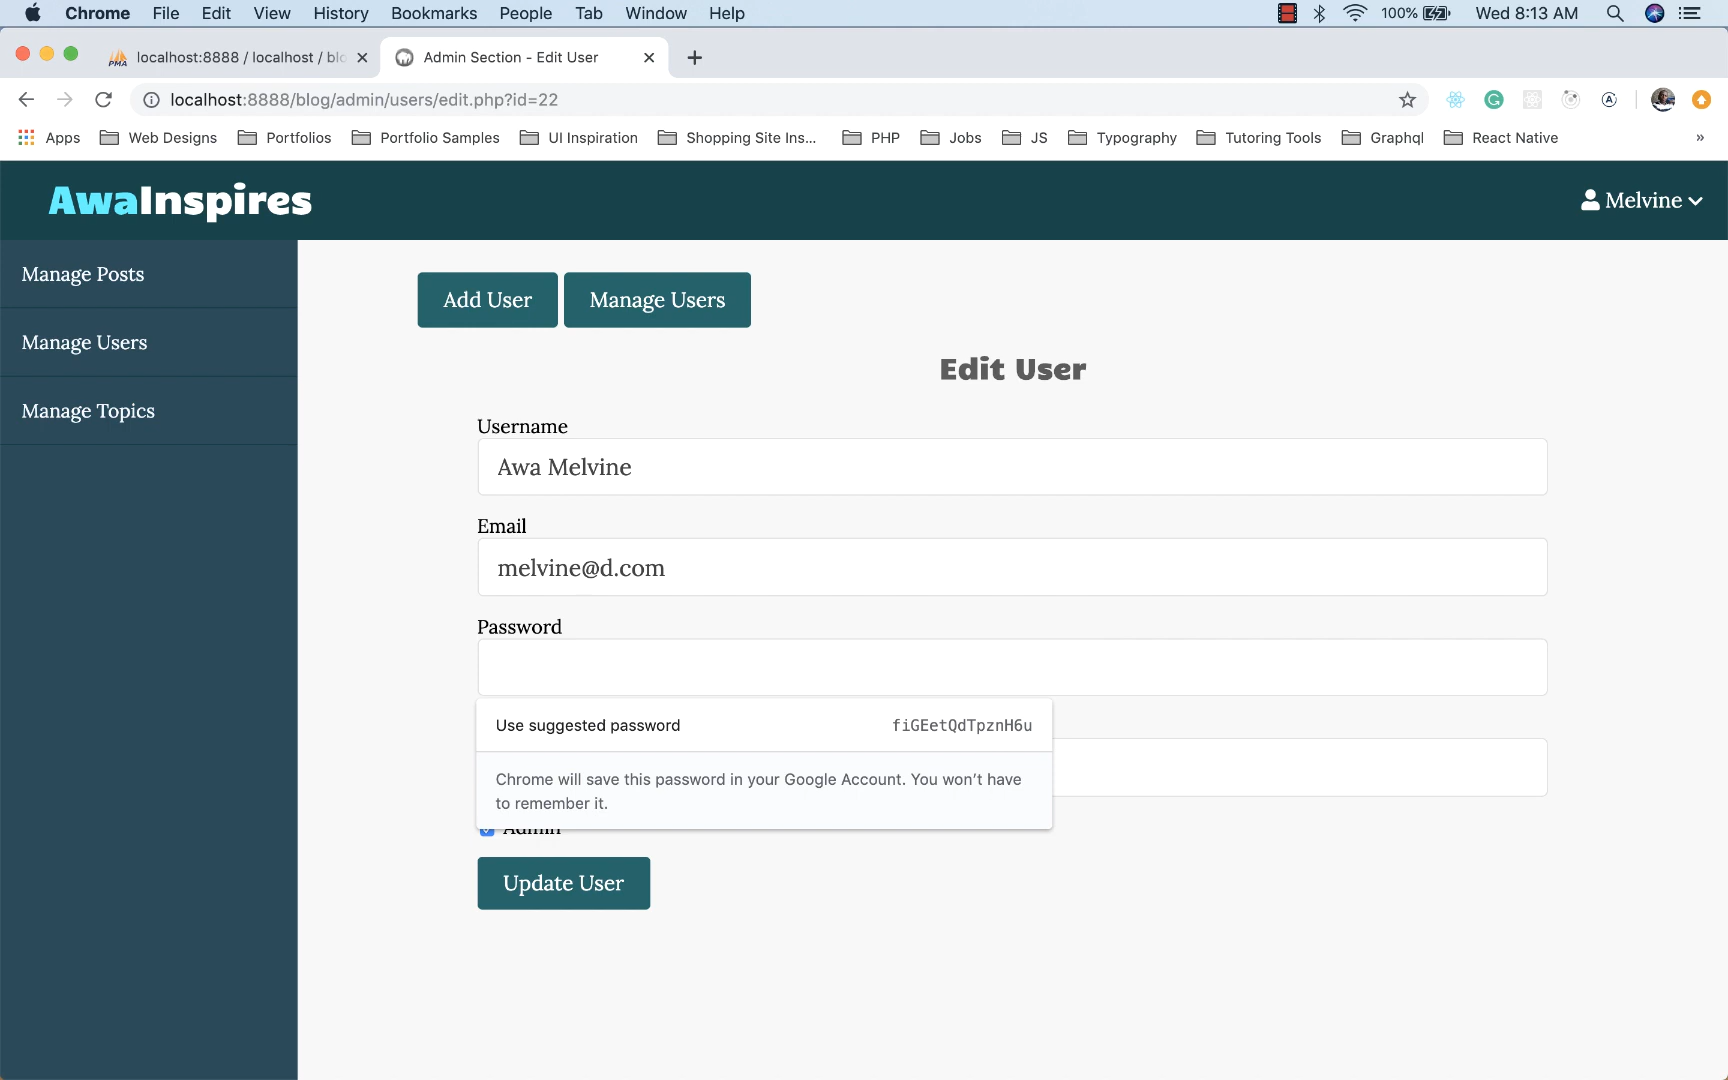 Chrome File Edit View History Bookmarks People Tab Window Help 100% Wed 8:13 AM
PMA localhost:8888 / localhost / blo Admin Section - Edit User
localhost:8888/blog/admin/users/edit.php?id=22
Apps Web Designs Portfolios Portfolio Samples UI Inspiration Shopping Site Ins... PHP Jobs JS Typography Tutoring Tools Graphql React Native »
AwaInspires Melvine
Manage Posts
Manage Users
Manage Topics
Add User Manage Users
Edit User
Username
Awa Melvine
Email
melvine@d.com
Password
Use suggested password fiGEetQdTpznH6u
Chrome will save this password in your Google Account. You won't have
to remember it.
Admin
Update User